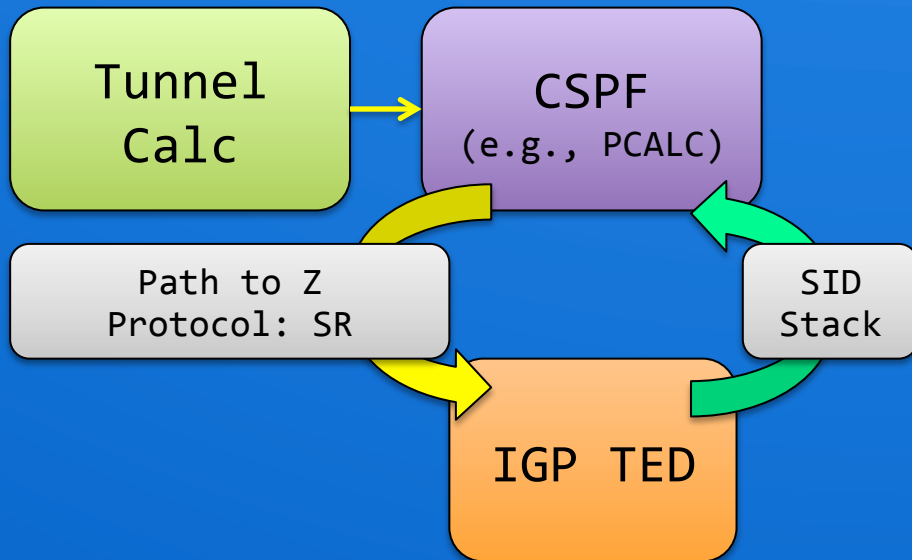 Tunnel
Calc
CSPF
(e.g., PCALC)
Path to Z
Protocol: SR
SID
Stack
IGP TED